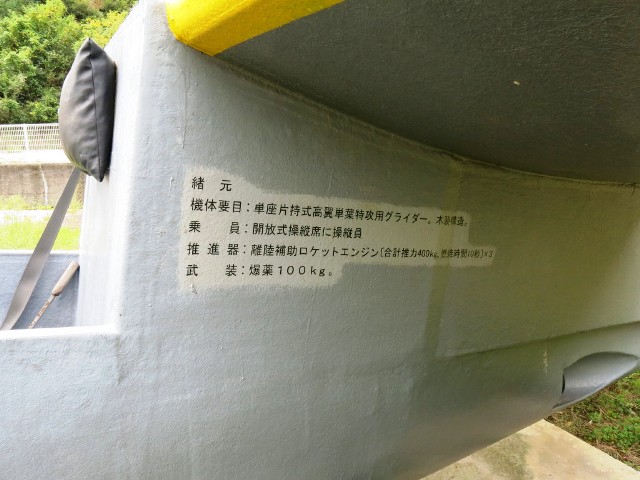 緒　元
機体要目：単座片持式高翼単葉特攻用グライダー。木製構造。
乗　　員：開放式操縦席に操縦員
推 進 器：離陸補助ロケットエンジン〔合計推力400kg，燃焼時間10秒〕×3
武　　装：爆薬１００ｋｇ。